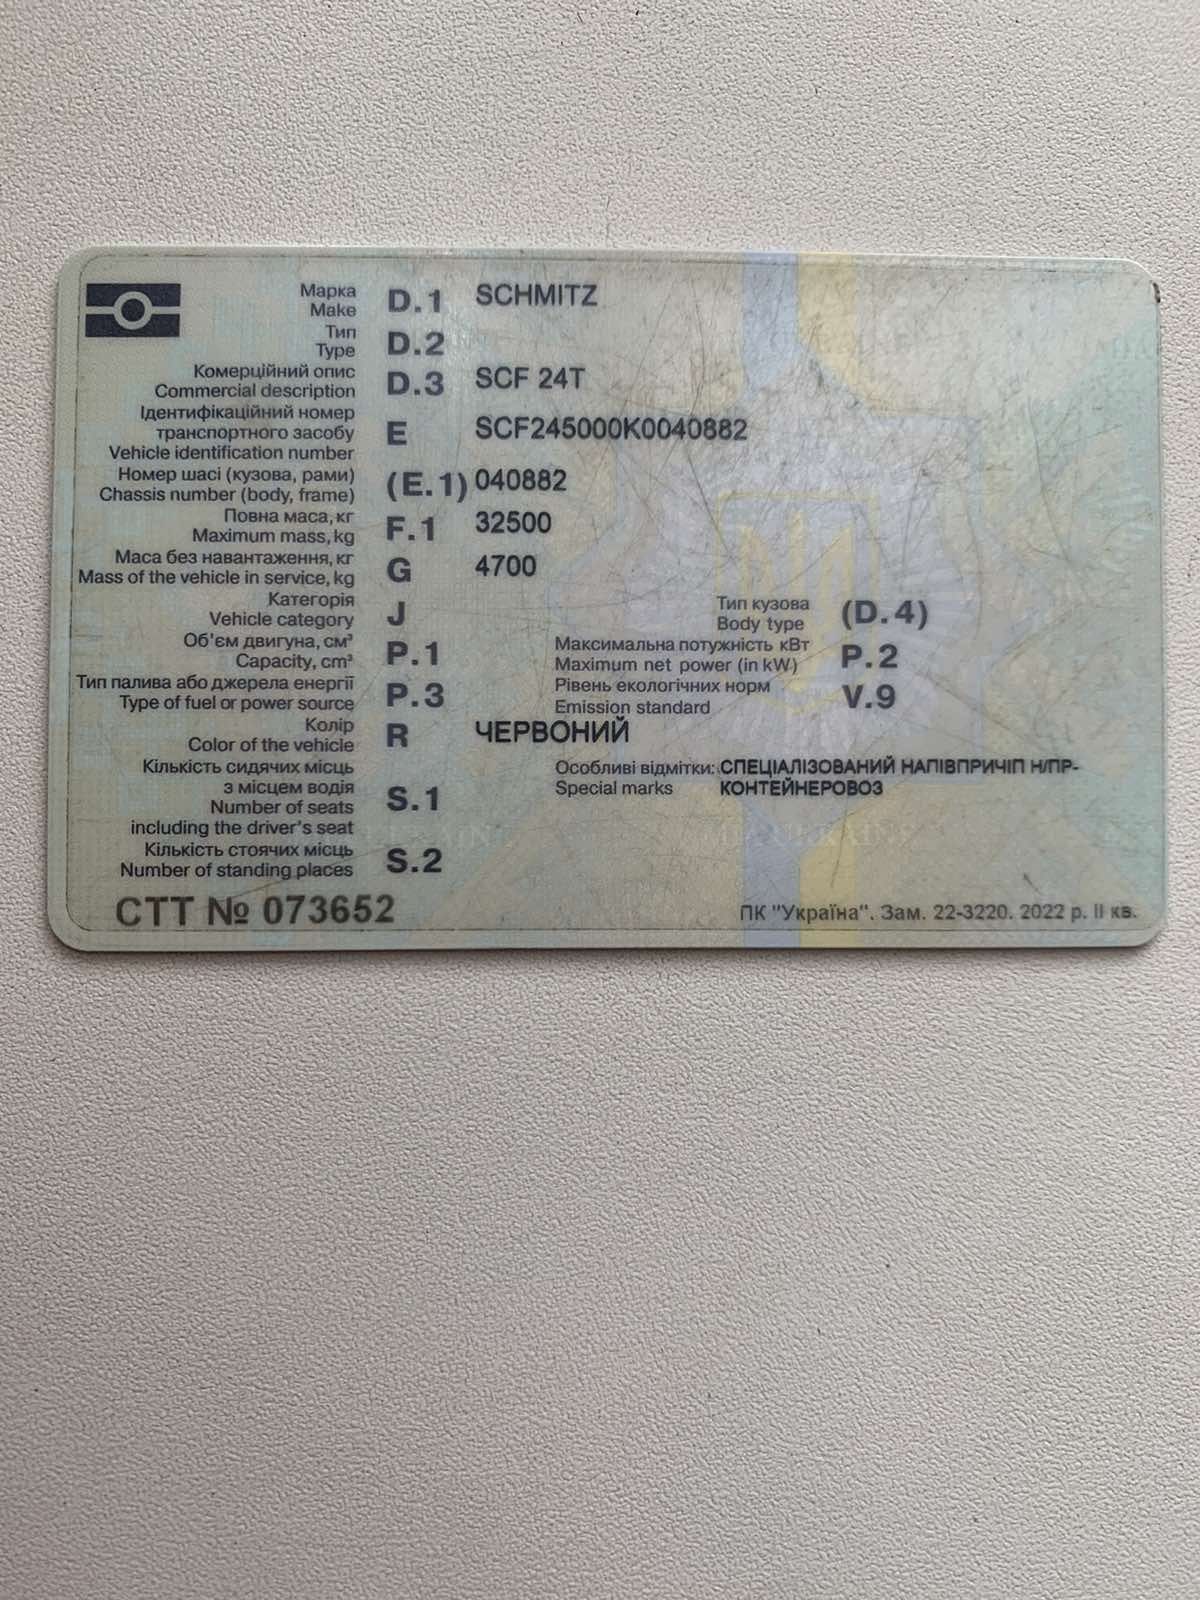 Марка
Make D.1 SCHMITZ
Тип
Type D.2
Комерційний опис
Commercial description D.3 SCF 24T
Ідентифікаційний номер
транспортного засобу
Vehicle identification number E SCF245000K0040882
Номер шасі (кузова, рами)
Chassis number (body, frame) (E.1) 040882
Повна маса, кг
Maximum mass, kg F.1 32500
Маса без навантаження, кг
Mass of the vehicle in service, kg G 4700
Категорія
Vehicle category J
Тип кузова
Body type (D.4)
Об'єм двигуна, см³
Capacity, cm³ P.1
Максимальна потужність кВт
Maximum net power (in kW) P.2
Тип палива або джерела енергії
Type of fuel or power source P.3
Рівень екологічних норм
Emission standard V.9
Колір
Color of the vehicle R ЧЕРВОНИЙ
Кількість сидячих місць
з місцем водія
Number of seats
including the driver's seat S.1
Особливі відмітки: СПЕЦІАЛІЗОВАНИЙ НАПІВПРИЧІП Н/ПР-
Special marks КОНТЕЙНЕРОВОЗ
Кількість стоячих місць
Number of standing places S.2
СТТ № 073652
ПК "Україна". Зам. 22-3220. 2022 р. II кв.